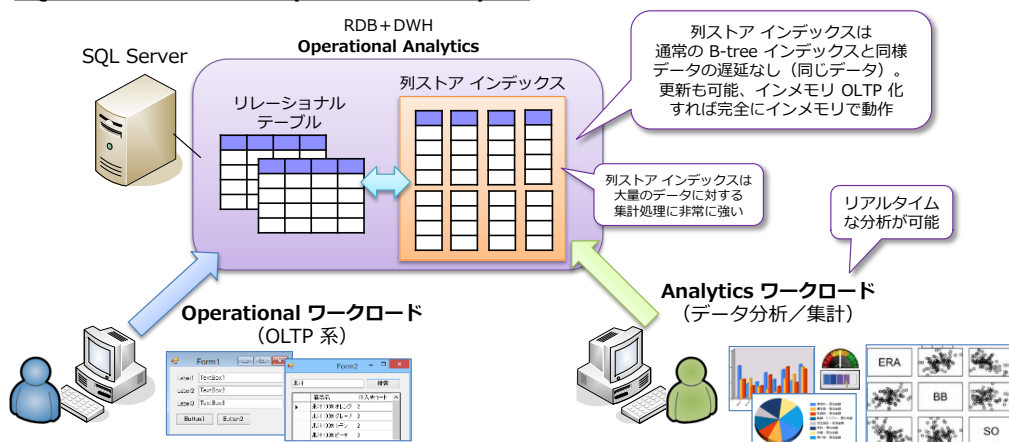 RDB+DWH
Operational Analytics
SQL Server
リレーショナル
テーブル
列ストア インデックス
列ストア インデックスは
通常の B-tree インデックスと同様
データの遅延なし（同じデータ）。
更新も可能、インメモリ OLTP 化
すれば完全にインメモリで動作
列ストア インデックスは
大量のデータに対する
集計処理に非常に強い
リアルタイム
な分析が可能
Operational ワークロード
（OLTP 系）
Analytics ワークロード
（データ分析／集計）
Form1
Label1 TextBox1
Label2 TextBox2
Label3 TextBox3
Button1 Button2
Form2
検索
商品名
ERA
BB
SO